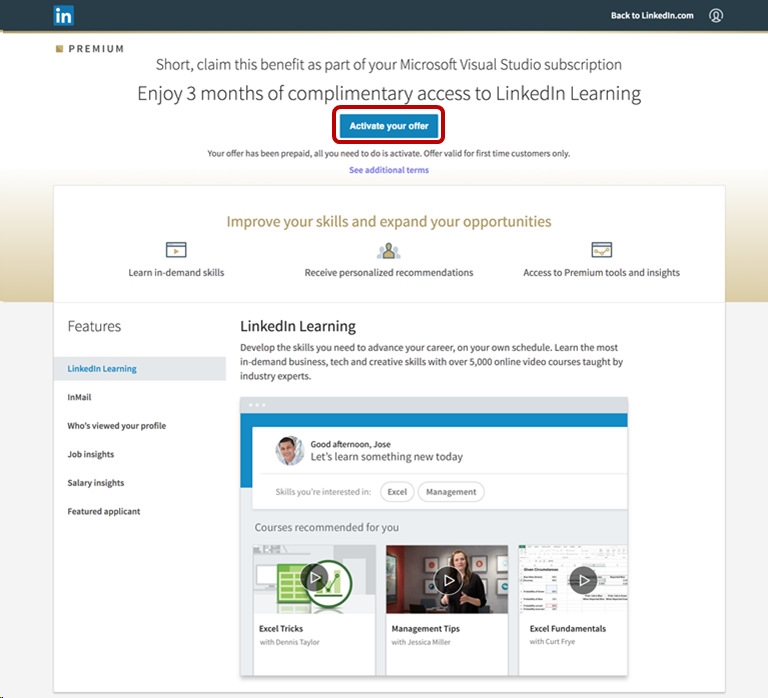 in
Back to LinkedIn.com
PREMIUM
Short, claim this benefit as part of your Microsoft Visual Studio subscription
Enjoy 3 months of complimentary access to LinkedIn Learning
Activate your offer
Your offer has been prepaid, all you need to do is activate. Offer valid for first time customers only.
See additional terms
Improve your skills and expand your opportunities
Learn in-demand skills
Receive personalized recommendations
Access to Premium tools and insights
Features
LinkedIn Learning
InMail
Who's viewed your profile
Job insights
Salary insights
Featured applicant
LinkedIn Learning
Develop the skills you need to advance your career, on your own schedule. Learn the most
in-demand business, tech and creative skills with over 5,000 online video courses taught by
industry experts.
Good afternoon, Jose
Let's learn something new today
Skills you're interested in:
Excel
Management
Courses recommended for you
Given Circumstances
Excel Tricks
with Dennis Taylor
Management Tips
with Jessica Miller
Excel Fundamentals
with Curt Frye